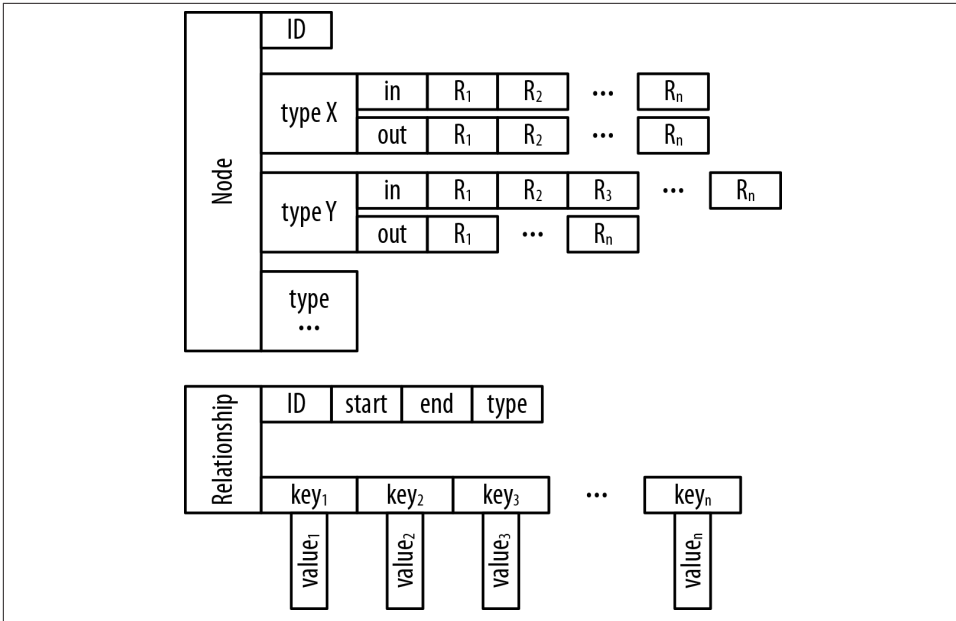 ID
Node
type X
in R₁ R₂ ... Rₙ
out R₁ R₂ ... Rₙ
type Y
in R₁ R₂ R₃ ... Rₙ
out R₁ ... Rₙ
type
...
Relationship
ID start end type
key₁ key₂ key₃ ... keyₙ
value₁ value₂ value₃ valueₙ